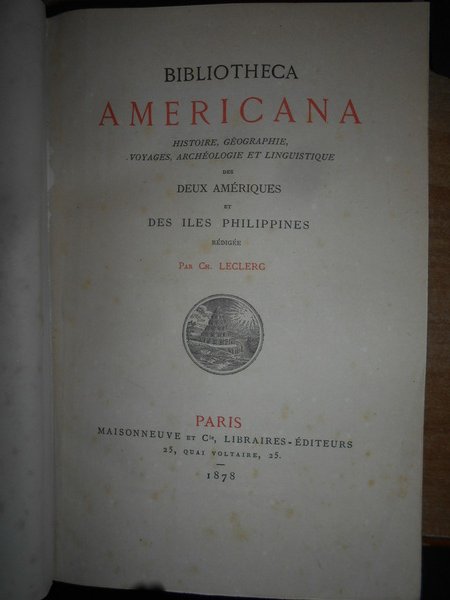 BIBLIOTHECA
AMERICANA
HISTOIRE, GÉOGRAPHIE,
VOYAGES, ARCHÉOLOGIE ET LINGUISTIQUE
DES
DEUX AMÉRIQUES
ET
DES ILES PHILIPPINES
RÉDIGÉE
PAR CH. LECLERC
PARIS
MAISONNEUVE ET Cie, LIBRAIRES-ÉDITEURS
25, QUAI VOLTAIRE, 25.
1878